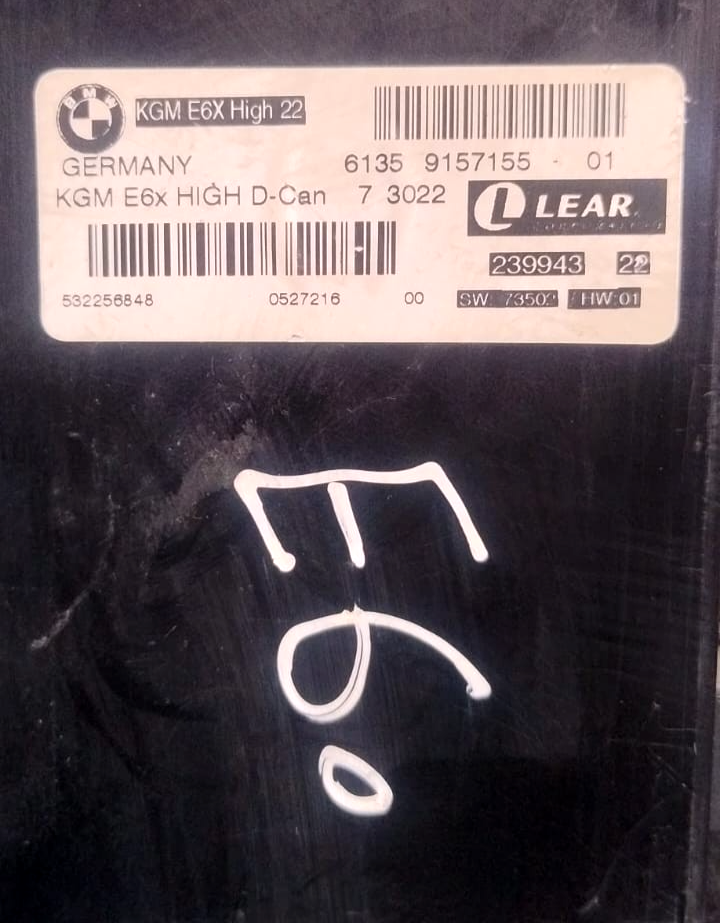 BMW
KGM E6X High 22
GERMANY
6135 9157155 - 01
KGM E6x HIGH D-Can 7 3022
LEAR
239943 22
532256848 0527216 00
SW: HW:01
E60